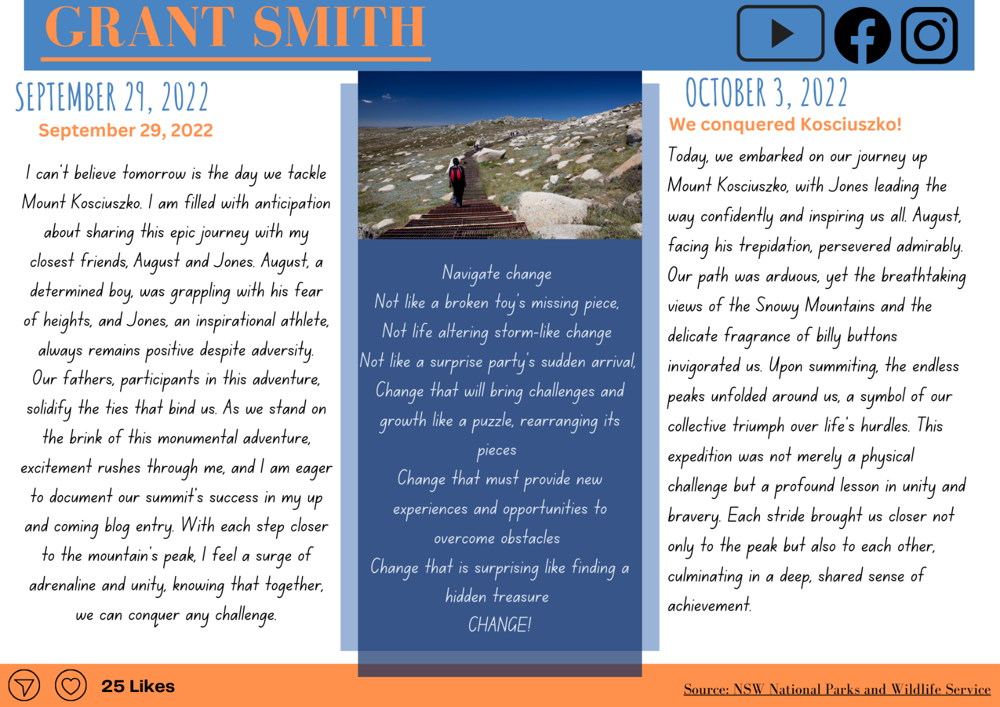 GRANT SMITH
SEPTEMBER 29, 2022
September 29, 2022
I can't believe tomorrow is the day we tackle
Mount Kosciuszko. I am filled with anticipation
about sharing this epic journey with my
closest friends, August and Jones. August, a
determined boy, was grappling with his fear
of heights, and Jones, an inspirational athlete,
always remains positive despite adversity.
Our fathers, participants in this adventure,
solidify the ties that bind us. As we stand on
the brink of this monumental adventure,
excitement rushes through me, and I am eager
to document our summit's success in my up
and coming blog entry. With each step closer
to the mountain's peak, I feel a surge of
adrenaline and unity, knowing that together,
we can conquer any challenge.
Navigate change
Not like a broken toy's missing piece,
Not life altering storm-like change
Not like a surprise party's sudden arrival,
Change that will bring challenges and
growth like a puzzle, rearranging its
pieces
Change that must provide new
experiences and opportunities to
overcome obstacles
Change that is surprising like finding a
hidden treasure
CHANGE!
OCTOBER 3, 2022
We conquered Kosciuszko!
Today, we embarked on our journey up
Mount Kosciuszko, with Jones leading the
way confidently and inspiring us all. August,
facing his trepidation, persevered admirably.
Our path was arduous, yet the breathtaking
views of the Snowy Mountains and the
delicate fragrance of billy buttons
invigorated us. Upon summiting, the endless
peaks unfolded around us, a symbol of our
collective triumph over life's hurdles. This
expedition was not merely a physical
challenge but a profound lesson in unity and
bravery. Each stride brought us closer not
only to the peak but also to each other,
culminating in a deep, shared sense of
achievement.
25 Likes
Source: NSW National Parks and Wildlife Service